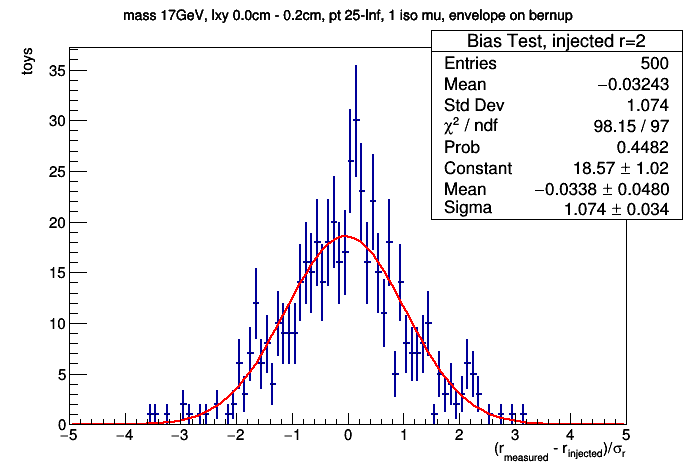 mass 17GeV, lxy 0.0cm - 0.2cm, pt 25-Inf, 1 iso mu, envelope on bernup
Bias Test, injected r=2
Entries 500
Mean −0.03243
Std Dev 1.074
χ² / ndf 98.15 / 97
Prob 0.4482
Constant 18.57 ± 1.02
Mean −0.0338 ± 0.0480
Sigma 1.074 ± 0.034
toys
35
30
25
20
15
10
5
0
−5 −4 −3 −2 −1 0 1 2 3 4 5
(r_measured - r_injected)/σ_r